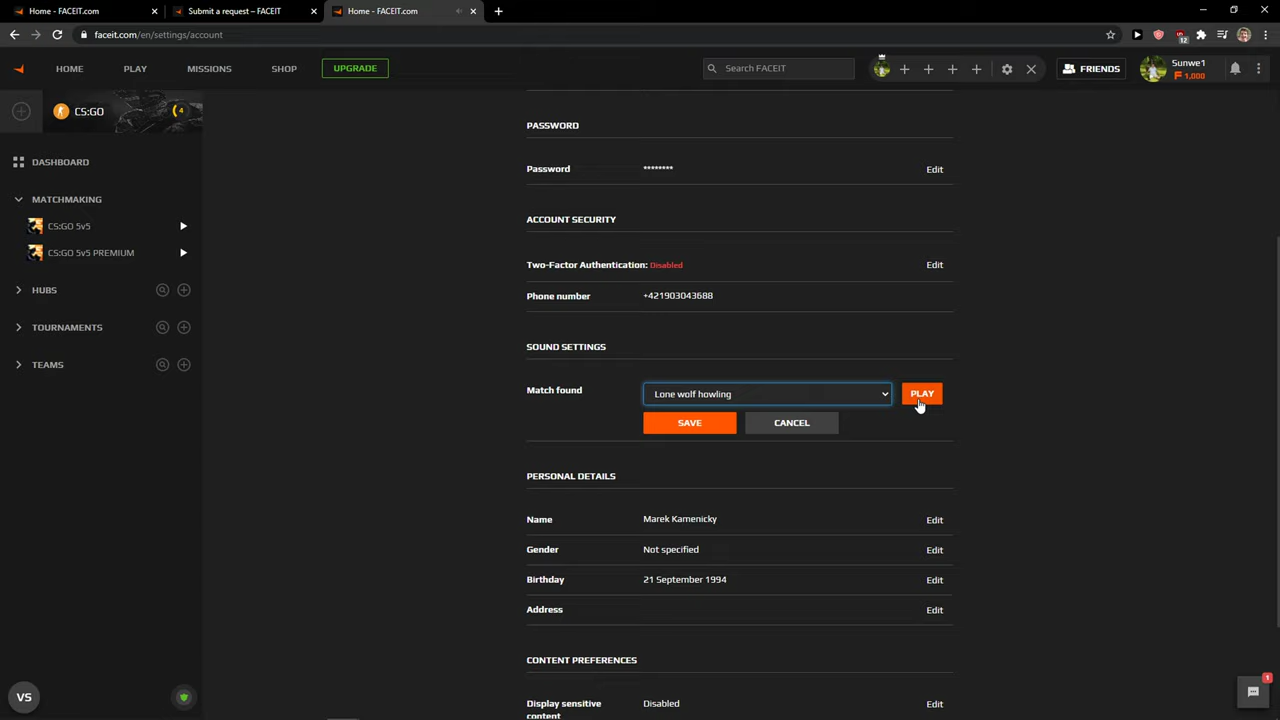 Home - FACEIT.com
Submit a request – FACEIT
Home - FACEIT.com
faceit.com/en/settings/account
12
HOME
PLAY
MISSIONS
SHOP
UPGRADE
Search FACEIT
FRIENDS
Sunwe1
1,000
CS:GO
4
DASHBOARD
MATCHMAKING
CS:GO 5v5
CS:GO 5v5 PREMIUM
HUBS
TOURNAMENTS
TEAMS
VS
PASSWORD
Password ******** Edit
ACCOUNT SECURITY
Two-Factor Authentication: Disabled Edit
Phone number +421903043688
SOUND SETTINGS
Match found Lone wolf howling PLAY
SAVE CANCEL
PERSONAL DETAILS
Name Marek Kamenicky Edit
Gender Not specified Edit
Birthday 21 September 1994 Edit
Address Edit
CONTENT PREFERENCES
Display sensitive Disabled Edit
content
1